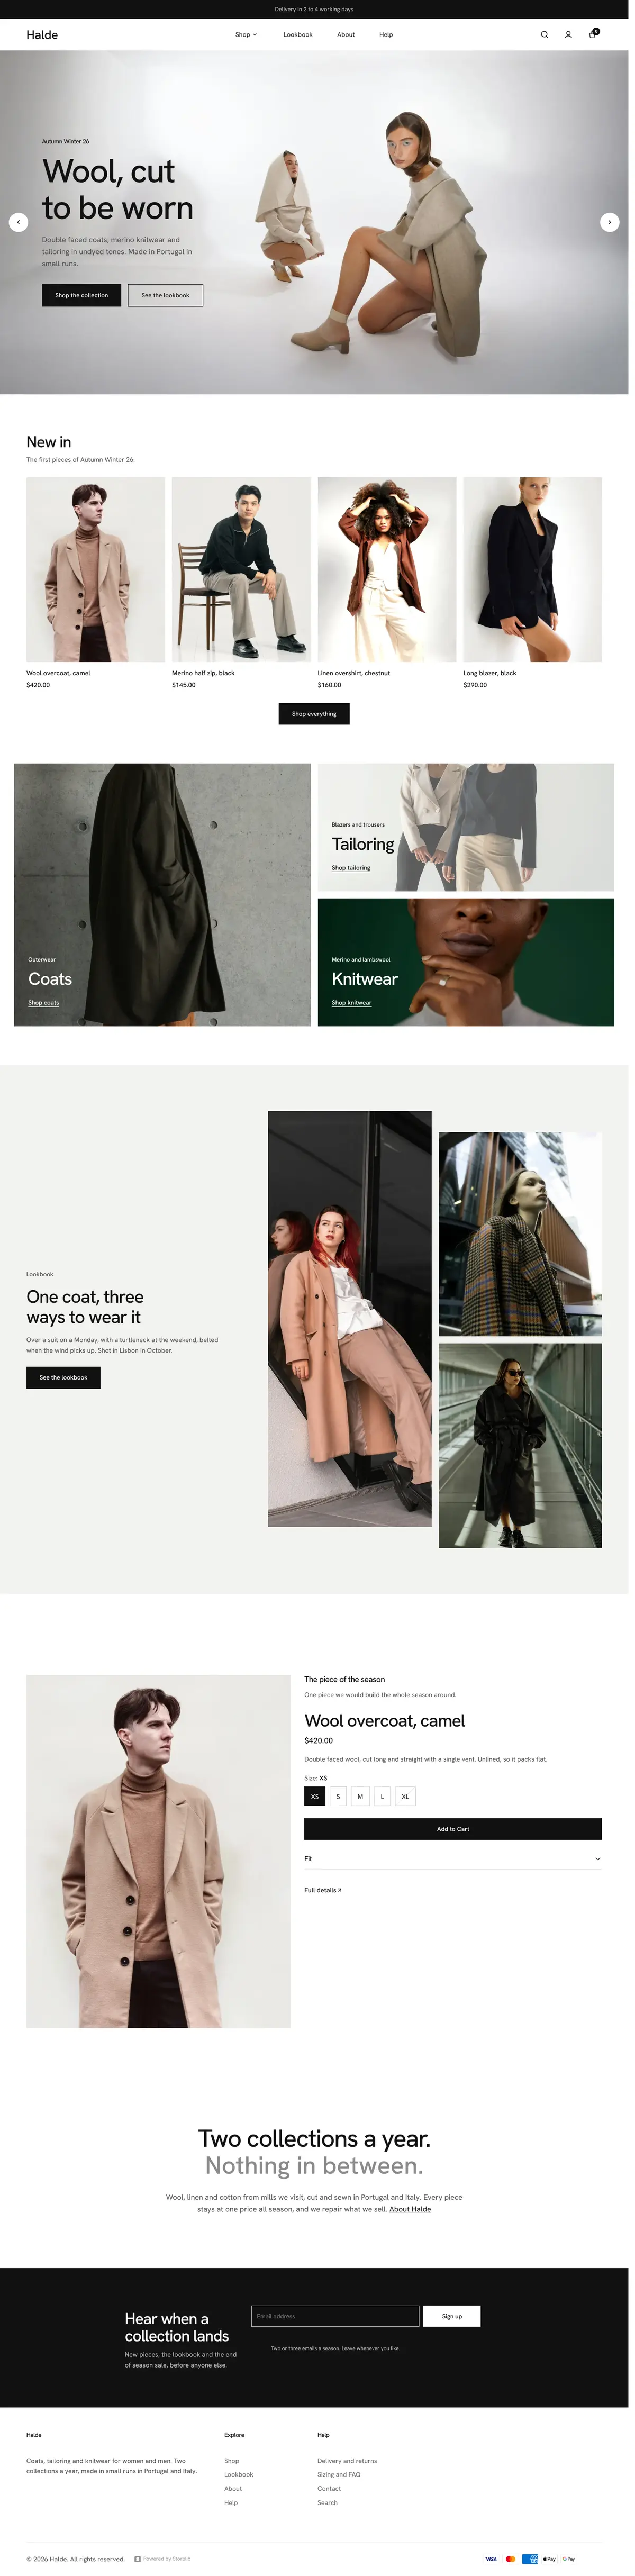 Delivery in 2 to 4 working days
Halde
Shop
Lookbook
About
Help
0
Autumn Winter 26
Wool, cut
to be worn
Double faced coats, merino knitwear and
tailoring in undyed tones. Made in Portugal in
small runs.
Shop the collection
See the lookbook
New in
The first pieces of Autumn Winter 26.
Wool overcoat, camel
$420.00
Merino half zip, black
$145.00
Linen overshirt, chestnut
$160.00
Long blazer, black
$290.00
Shop everything
Outerwear
Coats
Shop coats
Blazers and trousers
Tailoring
Shop tailoring
Merino and lambswool
Knitwear
Shop knitwear
Lookbook
One coat, three
ways to wear it
Over a suit on a Monday, with a turtleneck at the weekend, belted
when the wind picks up. Shot in Lisbon in October.
See the lookbook
The piece of the season
One piece we would build the whole season around.
Wool overcoat, camel
$420.00
Double faced wool, cut long and straight with a single vent. Unlined, so it packs flat.
Size: XS
XS
S
M
L
XL
Add to Cart
Fit
Full details
Two collections a year.
Nothing in between.
Wool, linen and cotton from mills we visit, cut and sewn in Portugal and Italy. Every piece
stays at one price all season, and we repair what we sell. About Halde
Hear when a
collection lands
New pieces, the lookbook and the end
of season sale, before anyone else.
Email address
Sign up
Two or three emails a season. Leave whenever you like.
Halde
Coats, tailoring and knitwear for women and men. Two
collections a year, made in small runs in Portugal and Italy.
Explore
Shop
Lookbook
About
Help
Help
Delivery and returns
Sizing and FAQ
Contact
Search
© 2026 Halde. All rights reserved.
Powered by
VISA
Pay
G Pay